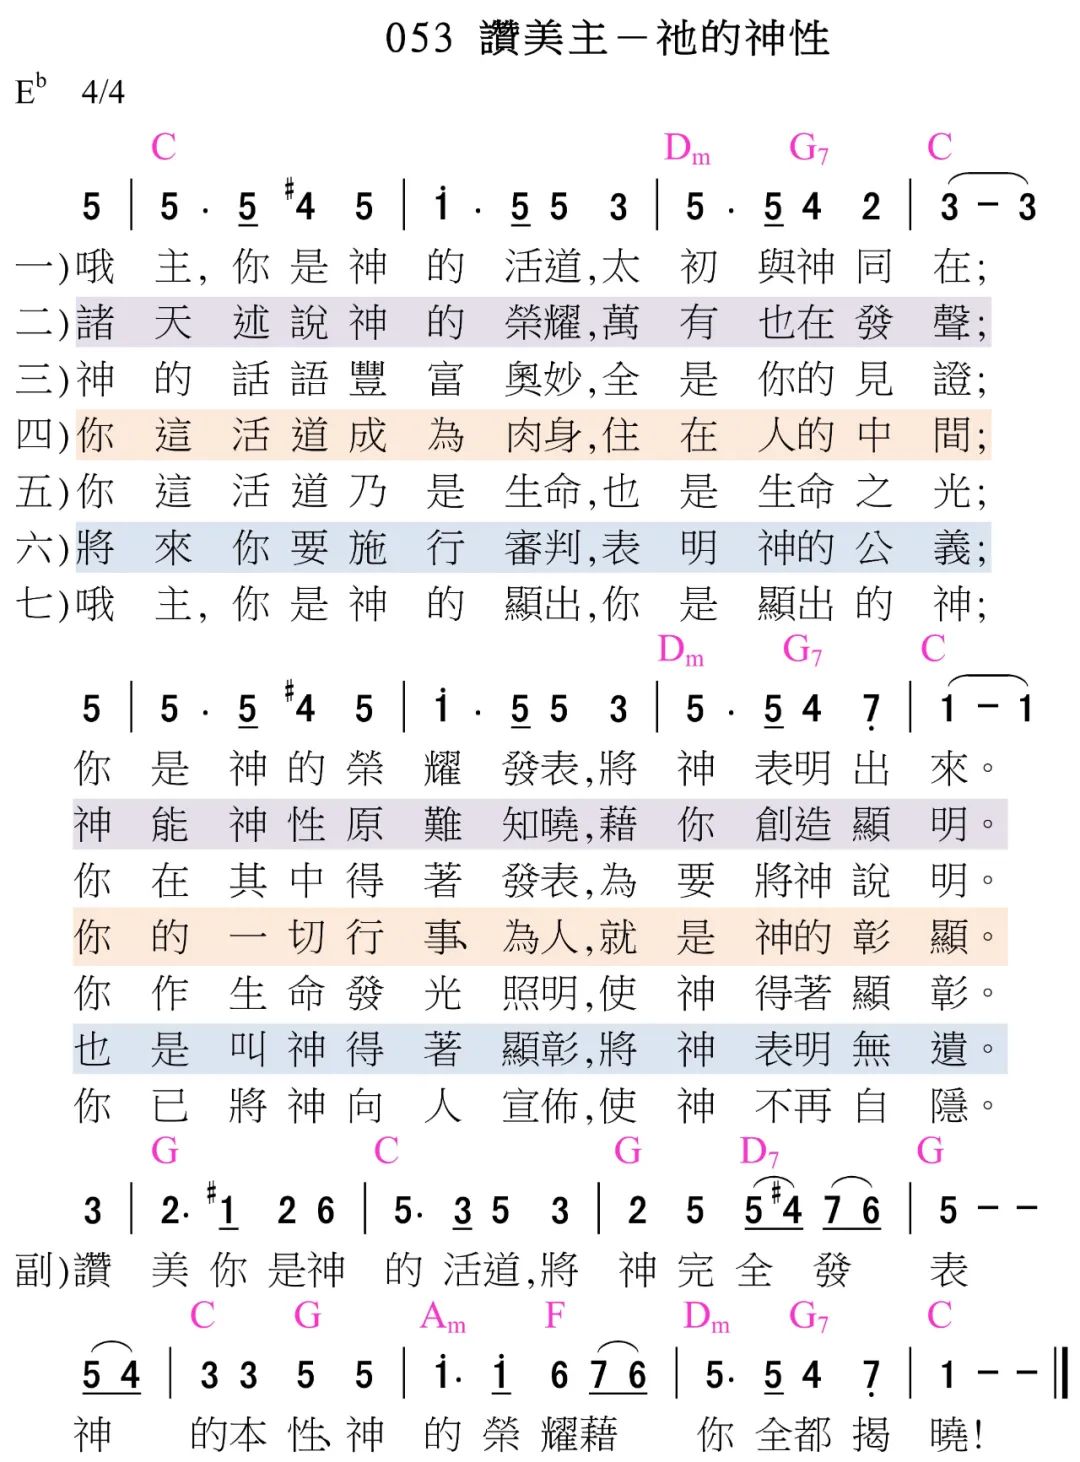 053 讚美主－祂的神性
E♭ 4/4
C Dm G7 C
5 | 5 . 5 #4 5 | i . 5 5 3 | 5 . 5 4 2 | 3 － 3
一)哦 主, 你 是 神 的 活道,太 初 與神 同 在;
二)諸 天 述 說 神 的 榮耀,萬 有 也在 發 聲;
三)神 的 話 語 豐 富 奧妙,全 是 你的 見 證;
四)你 這 活 道 成 為 肉身,住 在 人的 中 間;
五)你 這 活 道 乃 是 生命,也 是 生命 之 光;
六)將 來 你 要 施 行 審判,表 明 神的 公 義;
七)哦 主, 你 是 神 的 顯出,你 是 顯出 的 神;
Dm G7 C
5 | 5 . 5 #4 5 | i . 5 5 3 | 5 . 5 4 7̣ | 1 － 1
你 是 神 的 榮 耀 發表,將 神 表明 出 來。
神 能 神 性 原 難 知曉,藉 你 創造 顯 明。
你 在 其 中 得 著 發表,為 要 將神 說 明。
你 的 一 切 行 事、 為人,就 是 神的 彰 顯。
你 作 生 命 發 光 照明,使 神 得著 顯 彰。
也 是 叫 神 得 著 顯彰,將 神 表明 無 遺。
你 已 將 神 向 人 宣佈,使 神 不再 自 隱。
G C G D7 G
3 | 2. #1 2 6 | 5. 3 5 3 | 2 5 5 #4 7 6 | 5 － －
副)讚 美 你 是神 的 活道,將 神 完 全 發 表
C G Am F Dm G7 C
5 4 | 3 3 5 5 | i. i 6 7 6 | 5. 5 4 7̣ | 1 － － ‖
神 的本 性、神 的 榮 耀藉 你 全都 揭 曉!